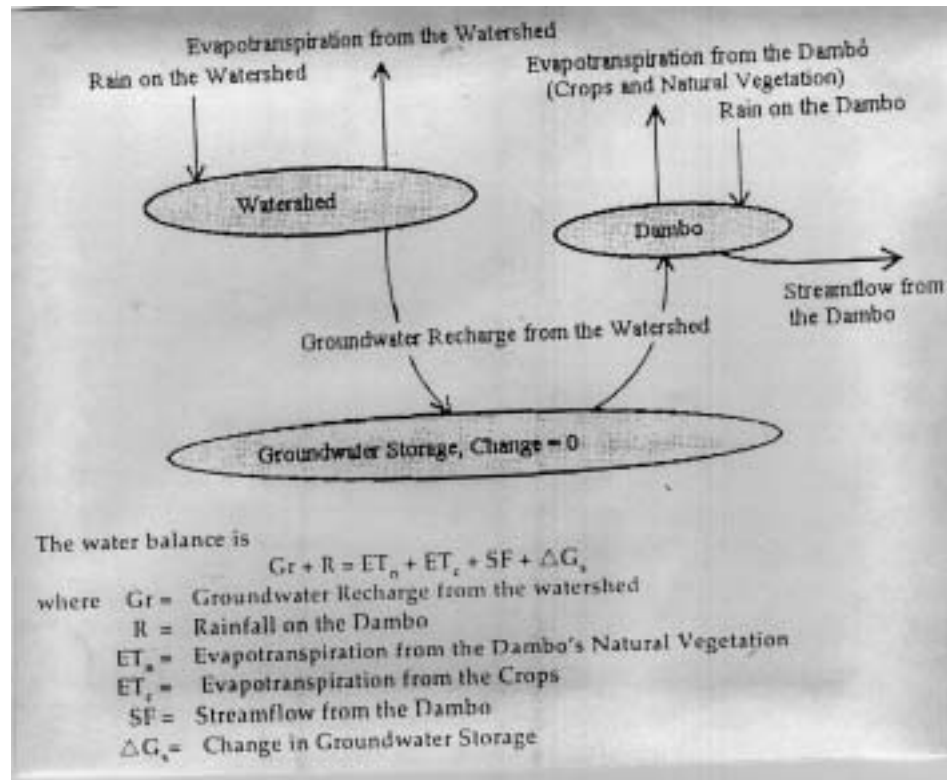 Evapotranspiration from the Watershed
Rain on the Watershed
Evapotranspiration from the Dambo
(Crops and Natural Vegetation)
Rain on the Dambo
Watershed
Dambo
Streamflow from
the Dambo
Groundwater Recharge from the Watershed
Groundwater Storage, Change = 0
The water balance is
Gr + R = ETn + ETc + SF + △Gs
where Gr = Groundwater Recharge from the watershed
R = Rainfall on the Dambo
ETn = Evapotranspiration from the Dambo's Natural Vegetation
ETc = Evapotranspiration from the Crops
SF = Streamflow from the Dambo
△Gs = Change in Groundwater Storage